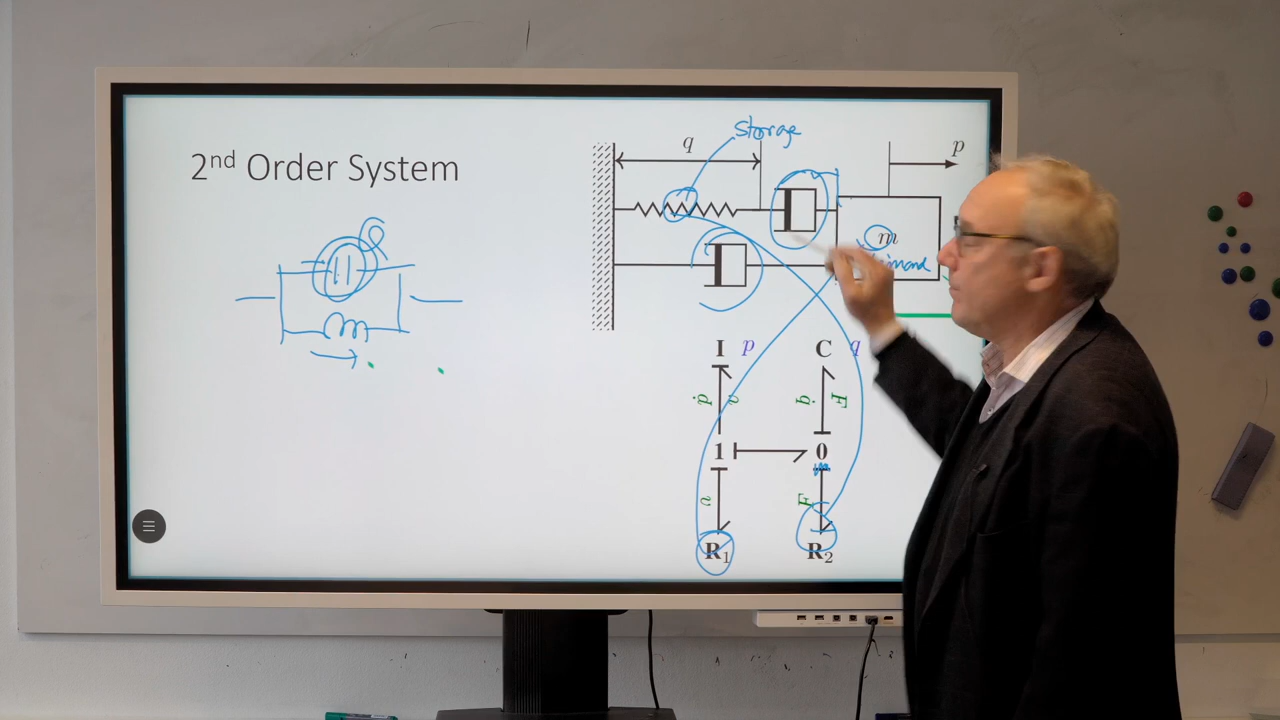 2nd Order System
storage
q
p
m
I p C q
ṗ v q̇ F
1 0
v F
R1 R2